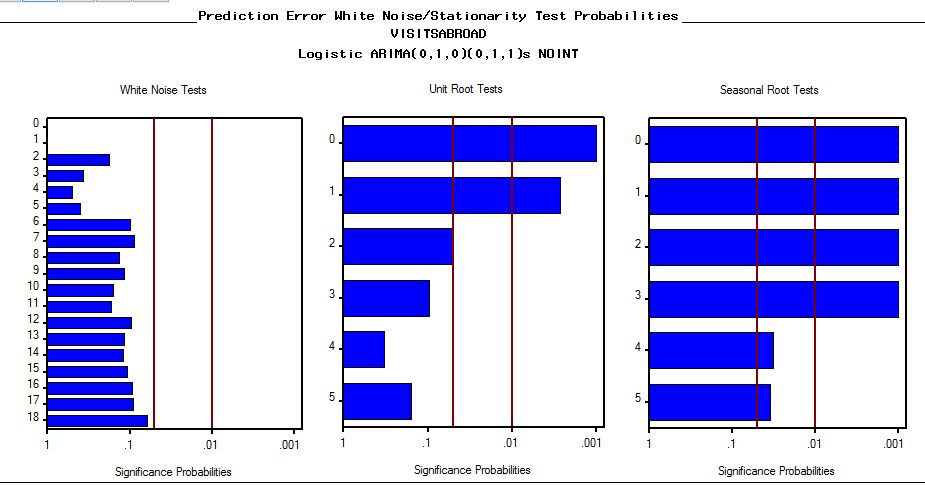 Prediction Error White Noise/Stationarity Test Probabilities
VISITSABROAD
Logistic ARIMA(0,1,0)(0,1,1)s NOINT
White Noise Tests
0
1
2
3
4
5
6
7
8
9
10
11
12
13
14
15
16
17
18
1 .1 .01 .001
Significance Probabilities
Unit Root Tests
0
1
2
3
4
5
1 .1 .01 .001
Significance Probabilities
Seasonal Root Tests
0
1
2
3
4
5
1 .1 .01 .001
Significance Probabilities